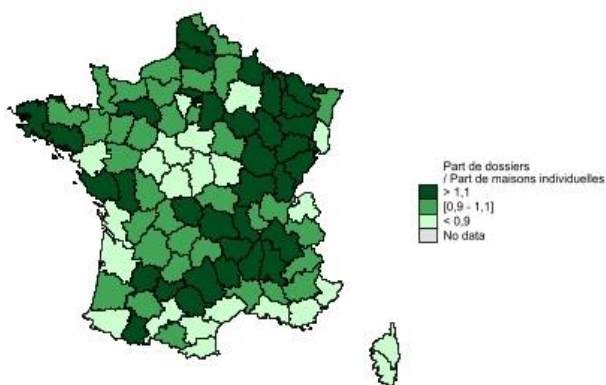 Part de dossiers
/ Part de maisons individuelles
> 1,1
[0,9 - 1,1]
< 0,9
No data